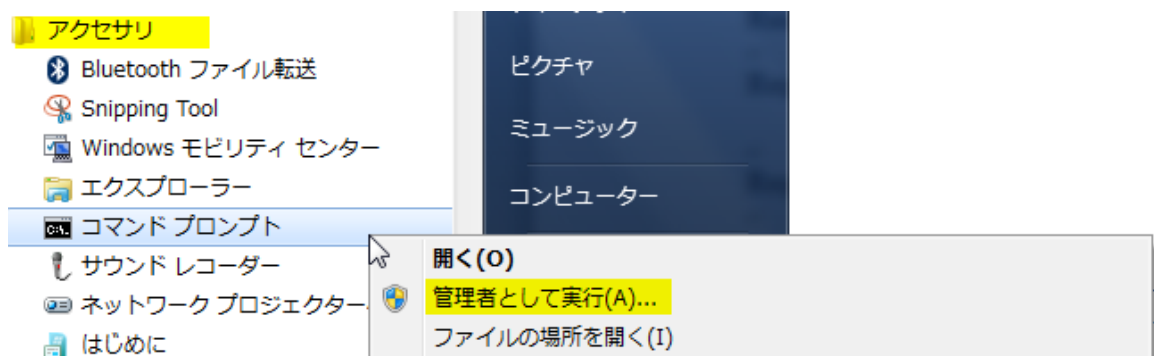 アクセサリ
Bluetooth ファイル転送
Snipping Tool
Windows モビリティ センター
エクスプローラー
コマンド プロンプト
サウンド レコーダー
ネットワーク プロジェクター
はじめに
ピクチャ
ミュージック
コンピューター
開く(O)
管理者として実行(A)...
ファイルの場所を開く(I)